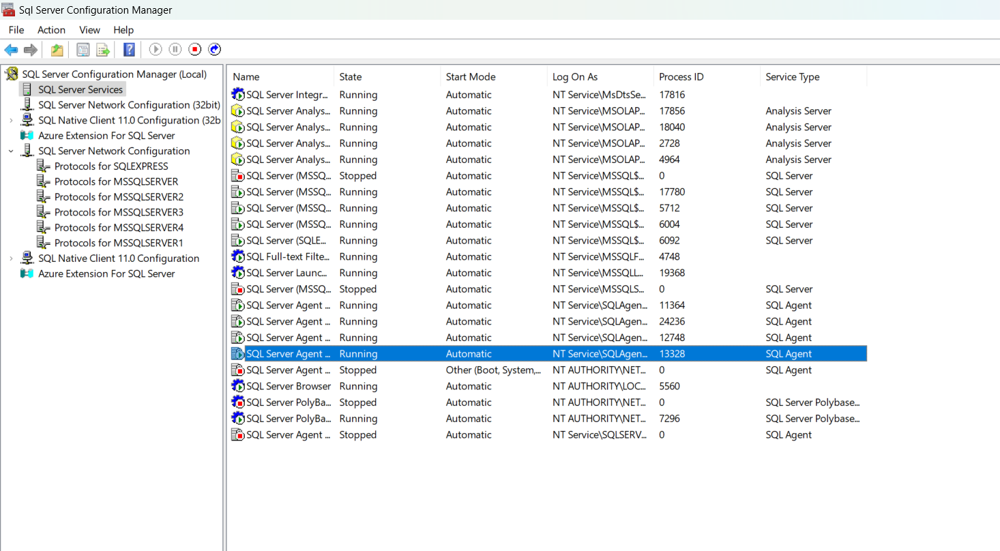 Sql Server Configuration Manager
File Action View Help
SQL Server Configuration Manager (Local)
SQL Server Services
SQL Server Network Configuration (32bit)
SQL Native Client 11.0 Configuration (32b
Azure Extension For SQL Server
SQL Server Network Configuration
Protocols for SQLEXPRESS
Protocols for MSSQLSERVER
Protocols for MSSQLSERVER2
Protocols for MSSQLSERVER3
Protocols for MSSQLSERVER4
Protocols for MSSQLSERVER1
SQL Native Client 11.0 Configuration
Azure Extension For SQL Server
Name State Start Mode Log On As Process ID Service Type
SQL Server Integr... Running Automatic NT Service\MsDtsSe... 17816
SQL Server Analys... Running Automatic NT Service\MSOLAP... 17856 Analysis Server
SQL Server Analys... Running Automatic NT Service\MSOLAP... 18040 Analysis Server
SQL Server Analys... Running Automatic NT Service\MSOLAP... 2728 Analysis Server
SQL Server Analys... Running Automatic NT Service\MSOLAP... 4964 Analysis Server
SQL Server (MSSQ... Stopped Automatic NT Service\MSSQL$... 0 SQL Server
SQL Server (MSSQ... Running Automatic NT Service\MSSQL$... 17780 SQL Server
SQL Server (MSSQ... Running Automatic NT Service\MSSQL$... 5712 SQL Server
SQL Server (MSSQ... Running Automatic NT Service\MSSQL$... 6004 SQL Server
SQL Server (SQLE... Running Automatic NT Service\MSSQL$... 6092 SQL Server
SQL Full-text Filte... Running Automatic NT Service\MSSQLF... 4748
SQL Server Launc... Running Automatic NT Service\MSSQLL... 19368
SQL Server (MSSQ... Stopped Automatic NT Service\MSSQLS... 0 SQL Server
SQL Server Agent ... Running Automatic NT Service\SQLAgen... 11364 SQL Agent
SQL Server Agent ... Running Automatic NT Service\SQLAgen... 24236 SQL Agent
SQL Server Agent ... Running Automatic NT Service\SQLAgen... 12748 SQL Agent
SQL Server Agent ... Running Automatic NT Service\SQLAgen... 13328 SQL Agent
SQL Server Agent ... Stopped Other (Boot, System,... NT AUTHORITY\NET... 0 SQL Agent
SQL Server Browser Running Automatic NT AUTHORITY\LOC... 5560
SQL Server PolyBa... Stopped Automatic NT AUTHORITY\NET... 0 SQL Server Polybase...
SQL Server PolyBa... Running Automatic NT AUTHORITY\NET... 7296 SQL Server Polybase...
SQL Server Agent ... Stopped Automatic NT Service\SQLSERV... 0 SQL Agent